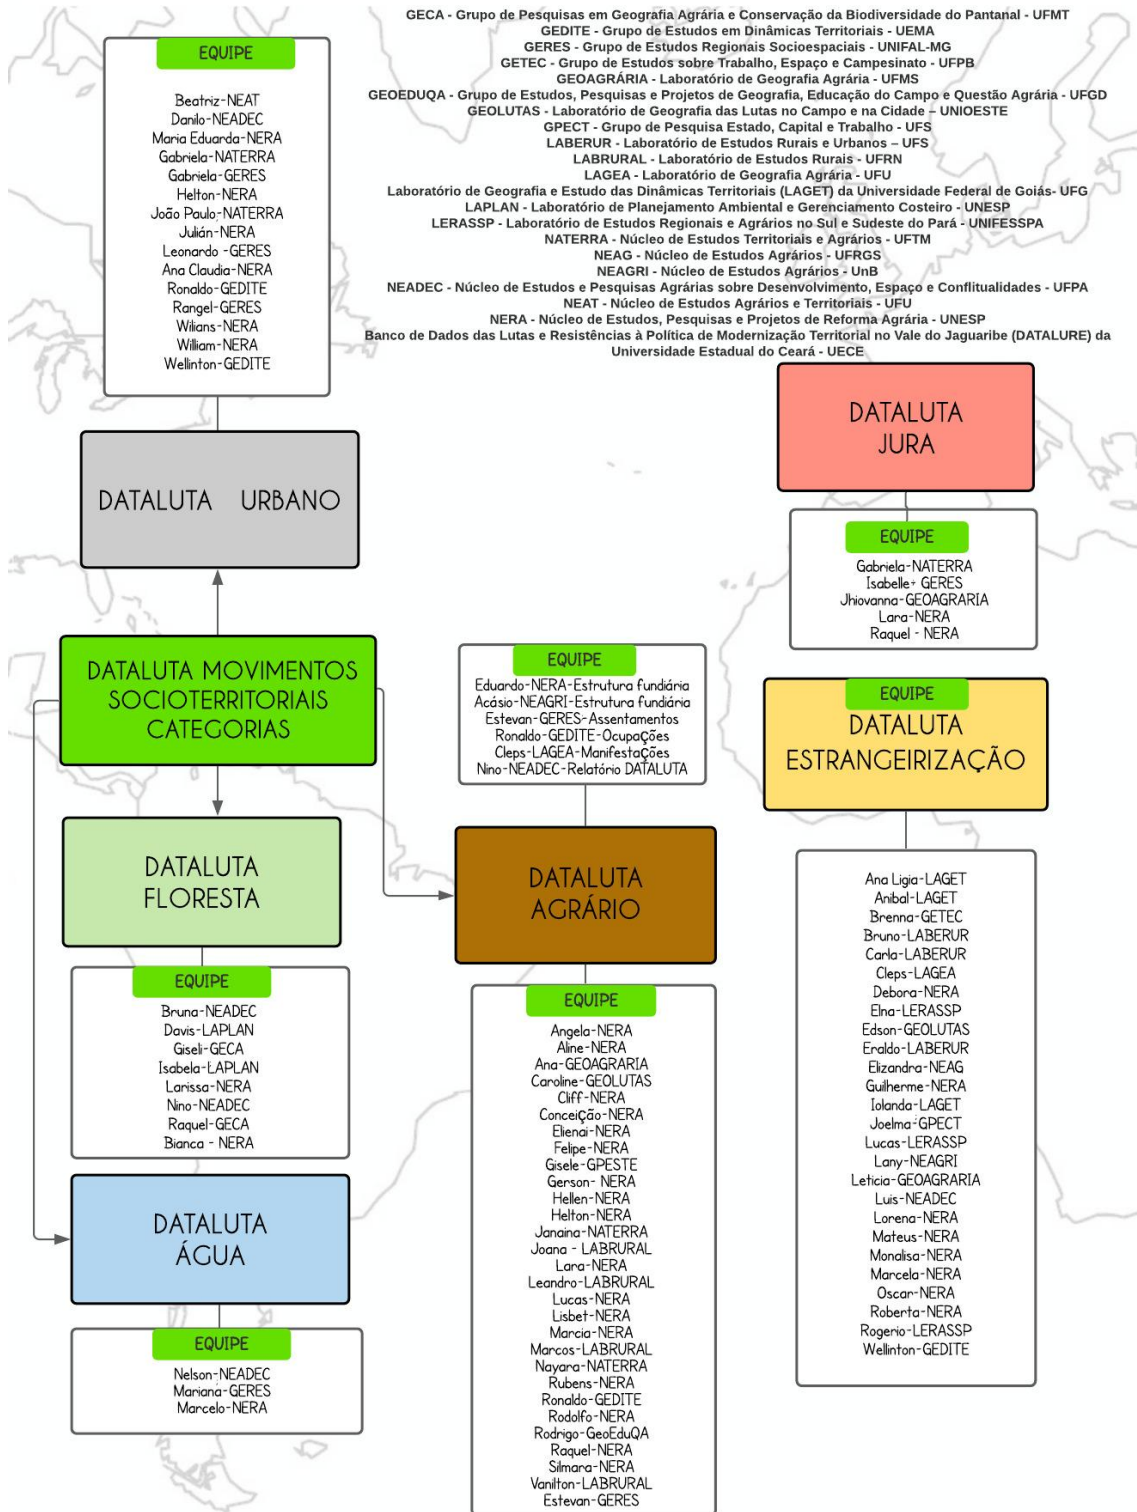 GECA - Grupo de Pesquisas em Geografia Agrária e Conservação da Biodiversidade do Pantanal - UFMT
GEDITE - Grupo de Estudos em Dinâmicas Territoriais - UEMA
GERES - Grupo de Estudos Regionais Socioespaciais - UNIFAL-MG
GETEC - Grupo de Estudos sobre Trabalho, Espaço e Campesinato - UFPB
GEOAGRÁRIA - Laboratório de Geografia Agrária - UFMS
GEOEDUQA - Grupo de Estudos, Pesquisas e Projetos de Geografia, Educação do Campo e Questão Agrária - UFGD
GEOLUTAS - Laboratório de Geografia das Lutas no Campo e na Cidade – UNIOESTE
GPECT - Grupo de Pesquisa Estado, Capital e Trabalho - UFS
LABERUR - Laboratório de Estudos Rurais e Urbanos – UFS
LABRURAL - Laboratório de Estudos Rurais - UFRN
LAGEA - Laboratório de Geografia Agrária - UFU
Laboratório de Geografia e Estudo das Dinâmicas Territoriais (LAGET) da Universidade Federal de Goiás- UFG
LAPLAN - Laboratório de Planejamento Ambiental e Gerenciamento Costeiro - UNESP
LERASSP - Laboratório de Estudos Regionais e Agrários no Sul e Sudeste do Pará - UNIFESSPA
NATERRA - Núcleo de Estudos Territoriais e Agrários - UFTM
NEAG - Núcleo de Estudos Agrários - UFRGS
NEAGRI - Núcleo de Estudos Agrários - UnB
NEADEC - Núcleo de Estudos e Pesquisas Agrárias sobre Desenvolvimento, Espaço e Conflitualidades - UFPA
NEAT - Núcleo de Estudos Agrários e Territoriais - UFU
NERA - Núcleo de Estudos, Pesquisas e Projetos de Reforma Agrária - UNESP
Banco de Dados das Lutas e Resistências à Política de Modernização Territorial no Vale do Jaguaribe (DATALURE) da
Universidade Estadual do Ceará - UECE
EQUIPE
Beatriz-NEAT
Danilo-NEADEC
Maria Eduarda-NERA
Gabriela-NATERRA
Gabriela-GERES
Helton-NERA
João Paulo-NATERRA
Julián-NERA
Leonardo -GERES
Ana Claudia-NERA
Ronaldo-GEDITE
Rangel-GERES
Wilians-NERA
William-NERA
Wellinton-GEDITE
DATALUTA URBANO
DATALUTA MOVIMENTOS
SOCIOTERRITORIAIS
CATEGORIAS
DATALUTA
FLORESTA
EQUIPE
Bruna-NEADEC
Davis-LAPLAN
Giseli-GECA
Isabela-LAPLAN
Larissa-NERA
Nino-NEADEC
Raquel-GECA
Bianca - NERA
DATALUTA
ÁGUA
EQUIPE
Nelson-NEADEC
Mariana-GERES
Marcelo-NERA
EQUIPE
Eduardo-NERA-Estrutura fundiária
Acásio-NEAGRI-Estrutura fundiária
Estevan-GERES-Assentamentos
Ronaldo-GEDITE-Ocupações
Cleps-LAGEA-Manifestações
Nino-NEADEC-Relatório DATALUTA
DATALUTA
AGRÁRIO
EQUIPE
Angela-NERA
Aline-NERA
Ana-GEOAGRARIA
Caroline-GEOLUTAS
Cliff-NERA
Conceição-NERA
Elienai-NERA
Felipe-NERA
Gisele-GPESTE
Gerson- NERA
Hellen-NERA
Helton-NERA
Janaina-NATERRA
Joana - LABRURAL
Lara-NERA
Leandro-LABRURAL
Lucas-NERA
Lisbet-NERA
Marcia-NERA
Marcos-LABRURAL
Nayara-NATERRA
Rubens-NERA
Ronaldo-GEDITE
Rodolfo-NERA
Rodrigo-GeoEduQA
Raquel-NERA
Silmara-NERA
Vanilton-LABRURAL
Estevan-GERES
DATALUTA
JURA
EQUIPE
Gabriela-NATERRA
Isabelle- GERES
Jhiovanna-GEOAGRARIA
Lara-NERA
Raquel - NERA
EQUIPE
DATALUTA
ESTRANGEIRIZAÇÃO
Ana Ligia-LAGET
Anibal-LAGET
Brenna-GETEC
Bruno-LABERUR
Carla-LABERUR
Cleps-LAGEA
Debora-NERA
Elna-LERASSP
Edson-GEOLUTAS
Eraldo-LABERUR
Elizandra-NEAG
Guilherme-NERA
Iolanda-LAGET
Joelma-GPECT
Lucas-LERASSP
Lany-NEAGRI
Leticia-GEOAGRARIA
Luis-NEADEC
Lorena-NERA
Mateus-NERA
Monalisa-NERA
Marcela-NERA
Oscar-NERA
Roberta-NERA
Rogerio-LERASSP
Wellinton-GEDITE